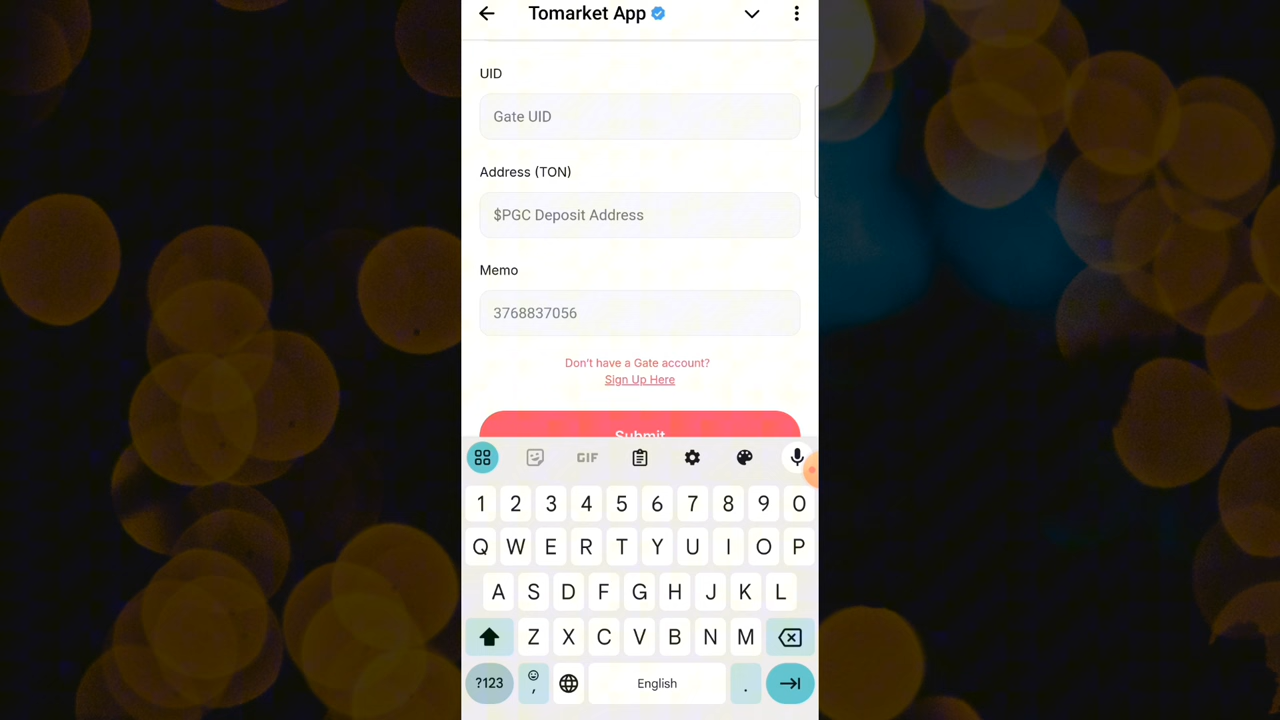 Tomarket App
UID
Gate UID
Address (TON)
$PGC Deposit Address
Memo
3768837056
Don't have a Gate account?
Sign Up Here
Submit
GIF
1 2 3 4 5 6 7 8 9 0
Q W E R T Y U I O P
A S D F G H J K L
Z X C V B N M
?123 , English .